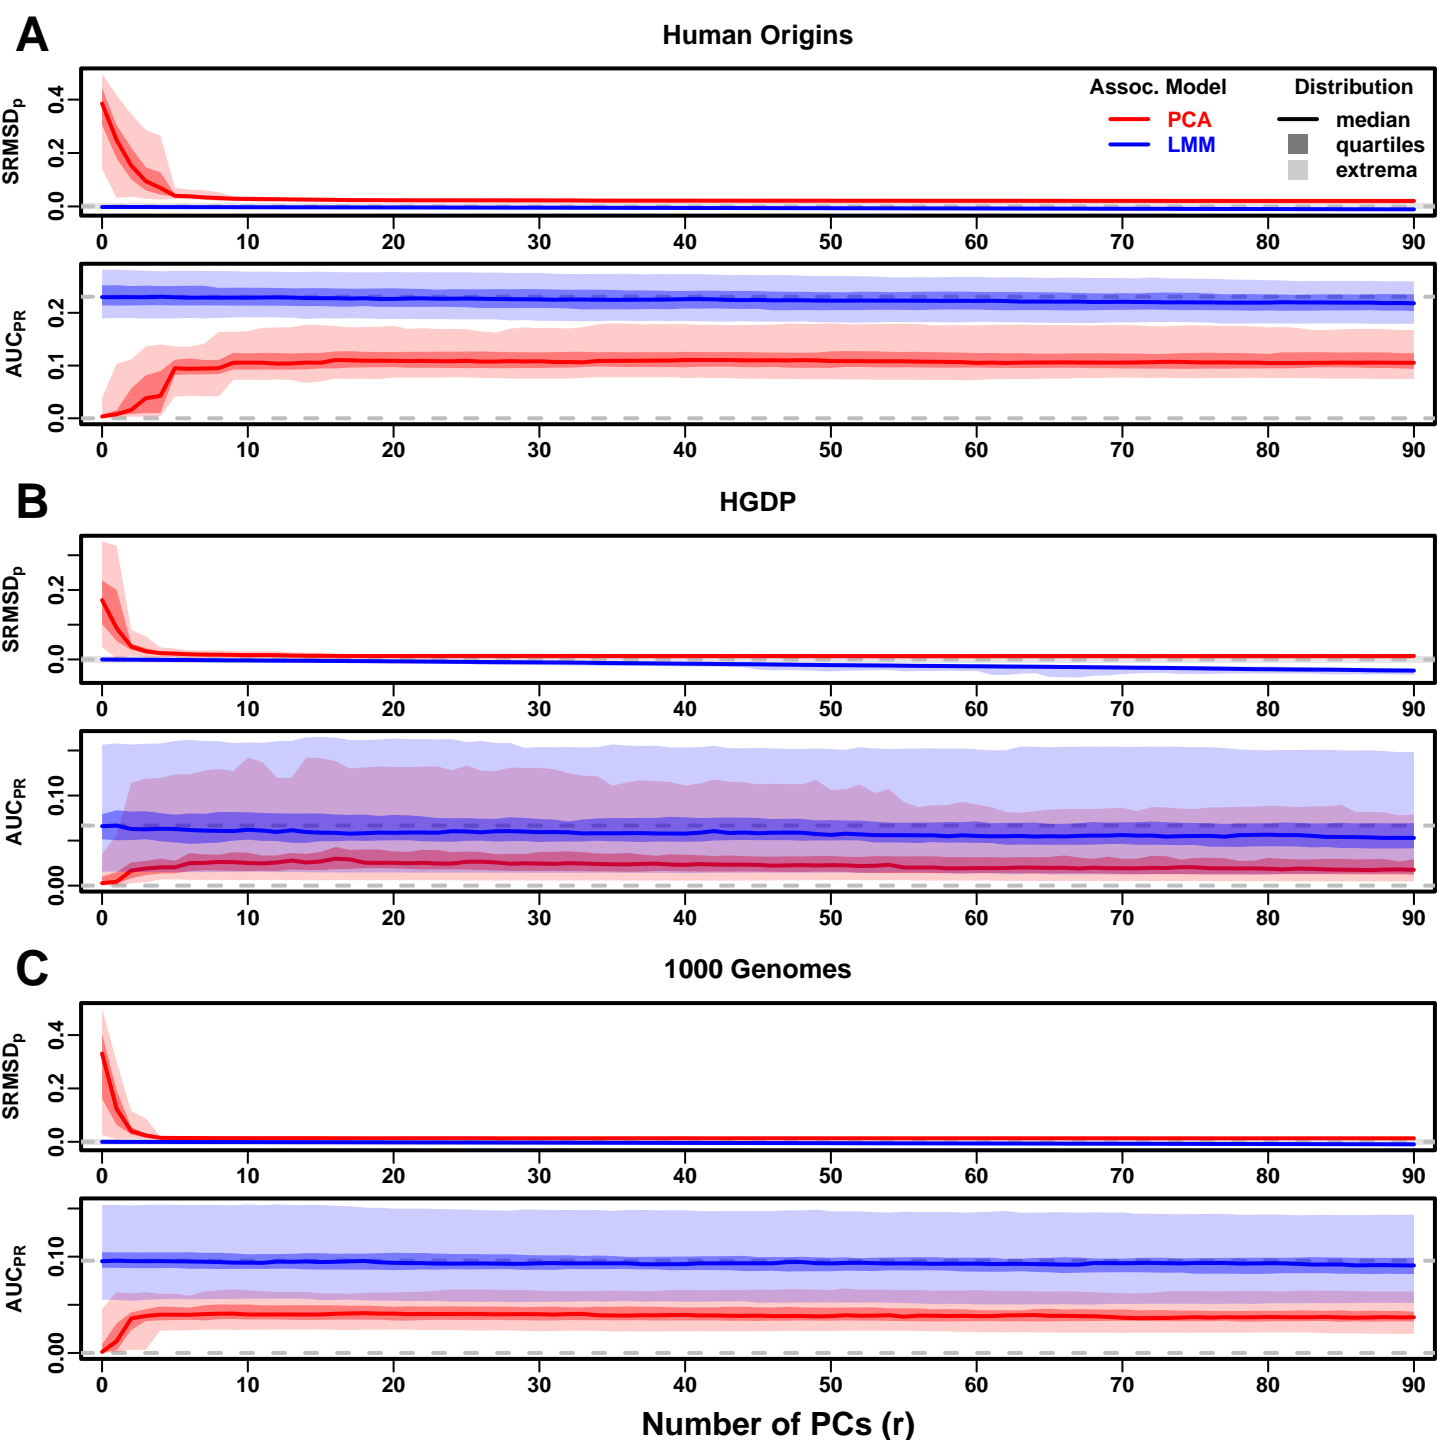 A
Human Origins
SRMSDp
0.0 0.2 0.4
Assoc. Model
PCA
LMM
Distribution
median
quartiles
extrema
0 10 20 30 40 50 60 70 80 90
AUCPR
0.0 0.1 0.2
0 10 20 30 40 50 60 70 80 90
B
HGDP
SRMSDp
0.0 0.2
0 10 20 30 40 50 60 70 80 90
AUCPR
0.00 0.10
0 10 20 30 40 50 60 70 80 90
C
1000 Genomes
SRMSDp
0.0 0.2 0.4
0 10 20 30 40 50 60 70 80 90
AUCPR
0.00 0.10
0 10 20 30 40 50 60 70 80 90
Number of PCs (r)